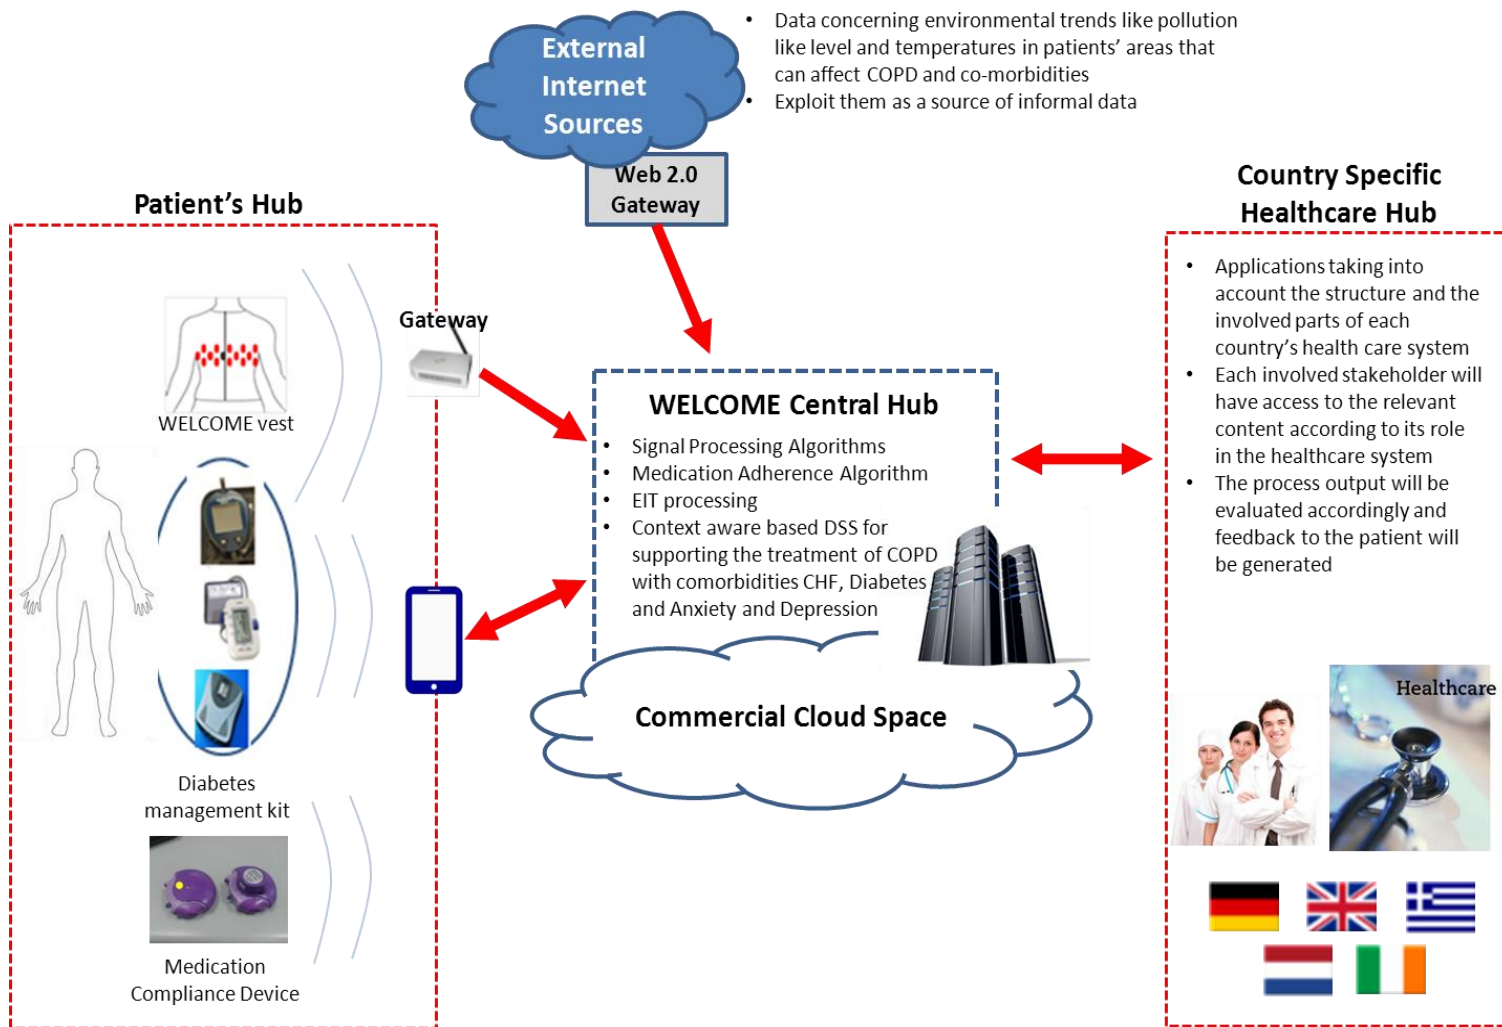 External
Internet
Sources
• Data concerning environmental trends like pollution
like level and temperatures in patients’ areas that
can affect COPD and co-morbidities
• Exploit them as a source of informal data
Web 2.0
Gateway
Patient’s Hub
Gateway
WELCOME vest
Diabetes
management kit
Medication
Compliance Device
WELCOME Central Hub
• Signal Processing Algorithms
• Medication Adherence Algorithm
• EIT processing
• Context aware based DSS for
supporting the treatment of COPD
with comorbidities CHF, Diabetes
and Anxiety and Depression
Commercial Cloud Space
Country Specific
Healthcare Hub
• Applications taking into
account the structure and the
involved parts of each
country’s health care system
• Each involved stakeholder will
have access to the relevant
content according to its role
in the healthcare system
• The process output will be
evaluated accordingly and
feedback to the patient will
be generated
Healthcare